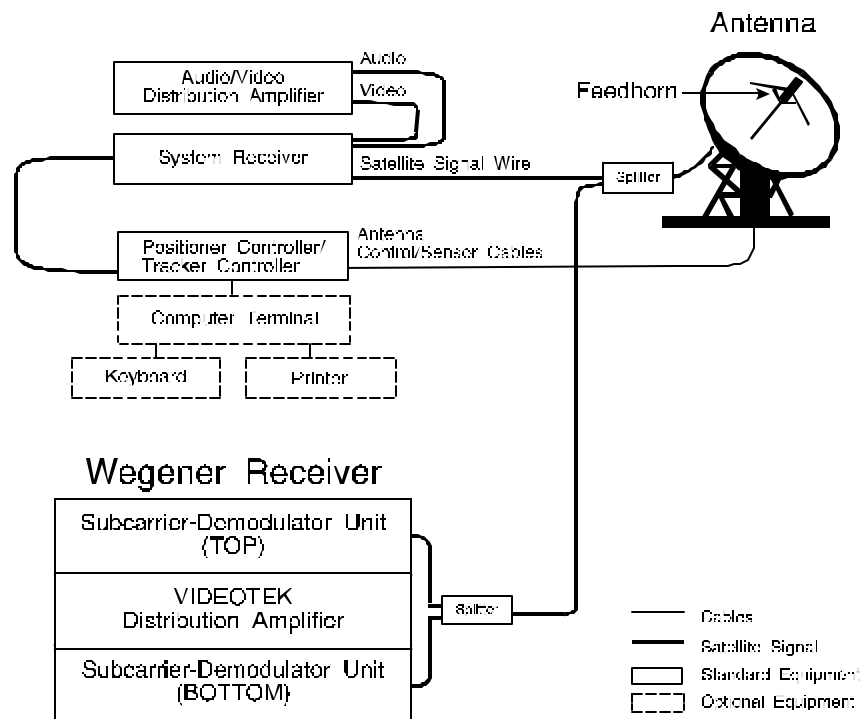 Antenna
Audio
Audio/Video
Distribution Amplifier
Video
Feedhorn
System Receiver
Satellite Signal Wire
Splitter
Antenna
Control/Sensor Cables
Positioner Controller/
Tracker Controller
Computer Terminal
Keyboard
Printer
Wegener Receiver
Subcarrier-Demodulator Unit
(TOP)
VIDEOTEK
Distribution Amplifier
Splitter
Subcarrier-Demodulator Unit
(BOTTOM)
Cables
Satellite Signal
Standard Equipment
Optional Equipment